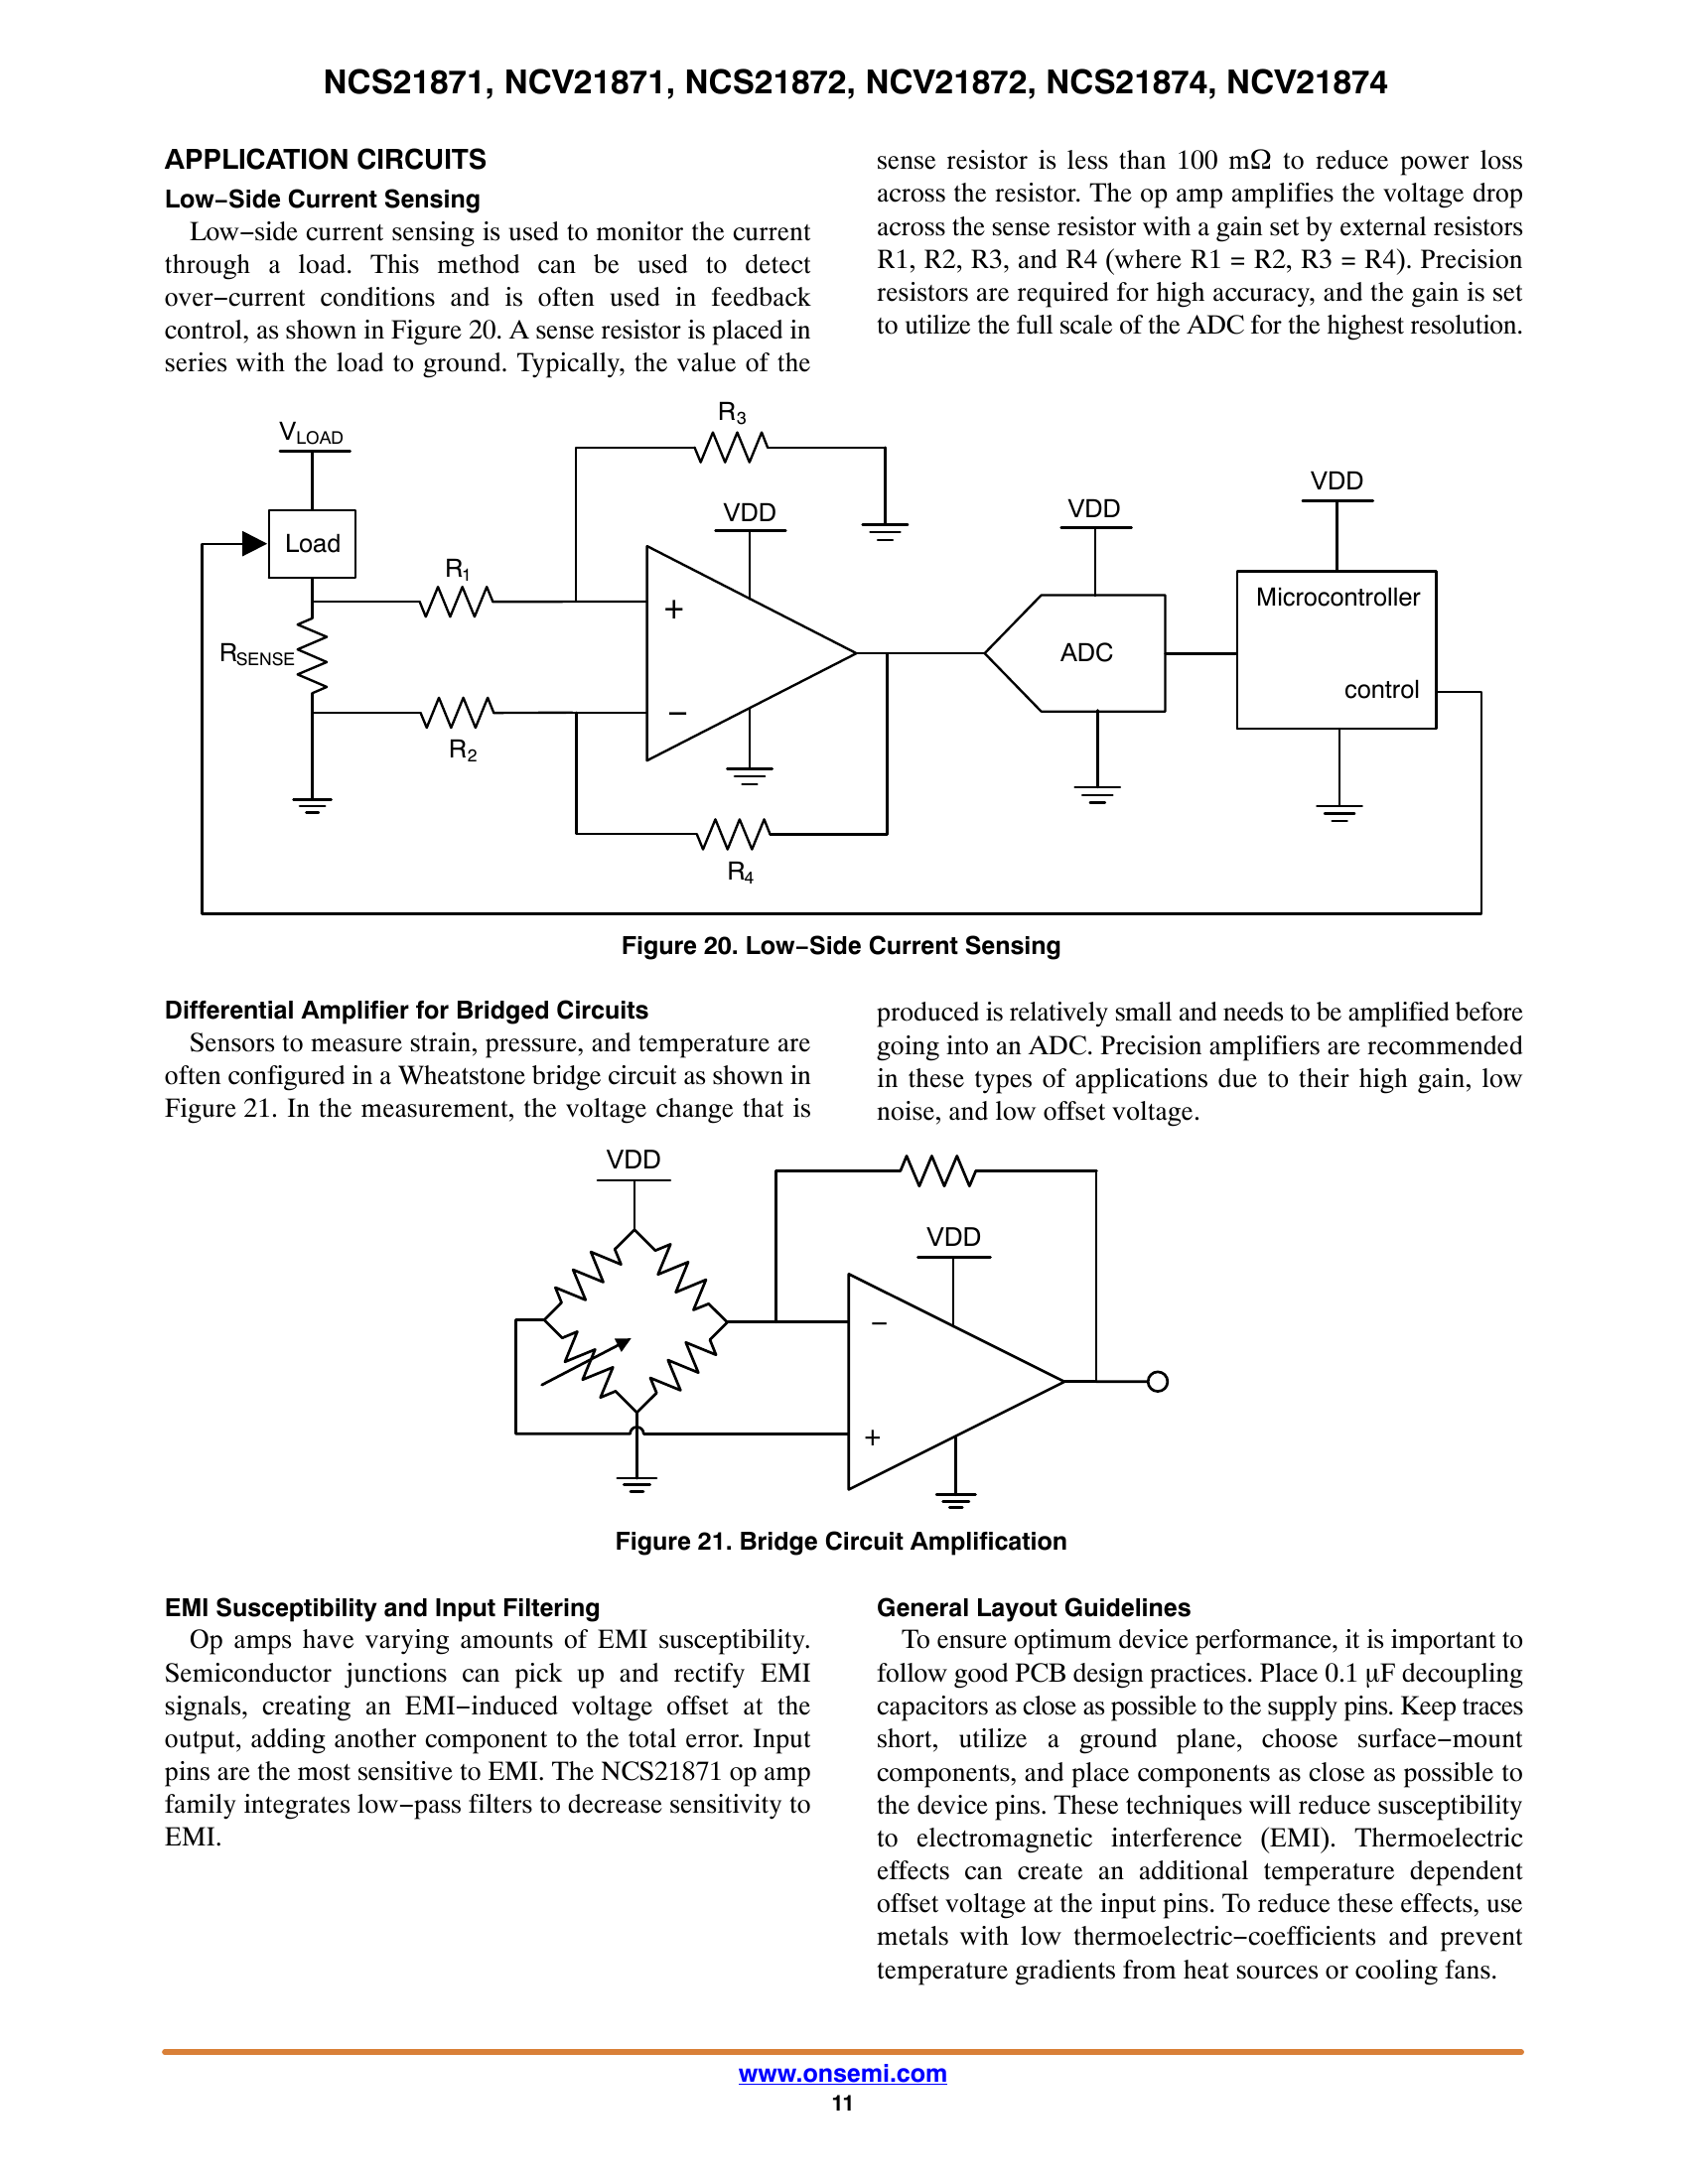 NCS21871, NCV21871, NCS21872, NCV21872, NCS21874, NCV21874
APPLICATION CIRCUITS
Low−Side Current Sensing
Low−side current sensing is used to monitor the current
through a load. This method can be used to detect
over−current conditions and is often used in feedback
control, as shown in Figure 20. A sense resistor is placed in
series with the load to ground. Typically, the value of the
sense resistor is less than 100 mΩ to reduce power loss
across the resistor. The op amp amplifies the voltage drop
across the sense resistor with a gain set by external resistors
R1, R2, R3, and R4 (where R1 = R2, R3 = R4). Precision
resistors are required for high accuracy, and the gain is set
to utilize the full scale of the ADC for the highest resolution.
VLOAD
Load
RSENSE
R1
R2
R3
VDD
+
−
R4
VDD
ADC
VDD
Microcontroller
control
Figure 20. Low−Side Current Sensing
Differential Amplifier for Bridged Circuits
Sensors to measure strain, pressure, and temperature are
often configured in a Wheatstone bridge circuit as shown in
Figure 21. In the measurement, the voltage change that is
produced is relatively small and needs to be amplified before
going into an ADC. Precision amplifiers are recommended
in these types of applications due to their high gain, low
noise, and low offset voltage.
VDD
VDD
−
+
Figure 21. Bridge Circuit Amplification
EMI Susceptibility and Input Filtering
Op amps have varying amounts of EMI susceptibility.
Semiconductor junctions can pick up and rectify EMI
signals, creating an EMI−induced voltage offset at the
output, adding another component to the total error. Input
pins are the most sensitive to EMI. The NCS21871 op amp
family integrates low−pass filters to decrease sensitivity to
EMI.
General Layout Guidelines
To ensure optimum device performance, it is important to
follow good PCB design practices. Place 0.1 μF decoupling
capacitors as close as possible to the supply pins. Keep traces
short, utilize a ground plane, choose surface−mount
components, and place components as close as possible to
the device pins. These techniques will reduce susceptibility
to electromagnetic interference (EMI). Thermoelectric
effects can create an additional temperature dependent
offset voltage at the input pins. To reduce these effects, use
metals with low thermoelectric−coefficients and prevent
temperature gradients from heat sources or cooling fans.
www.onsemi.com
11